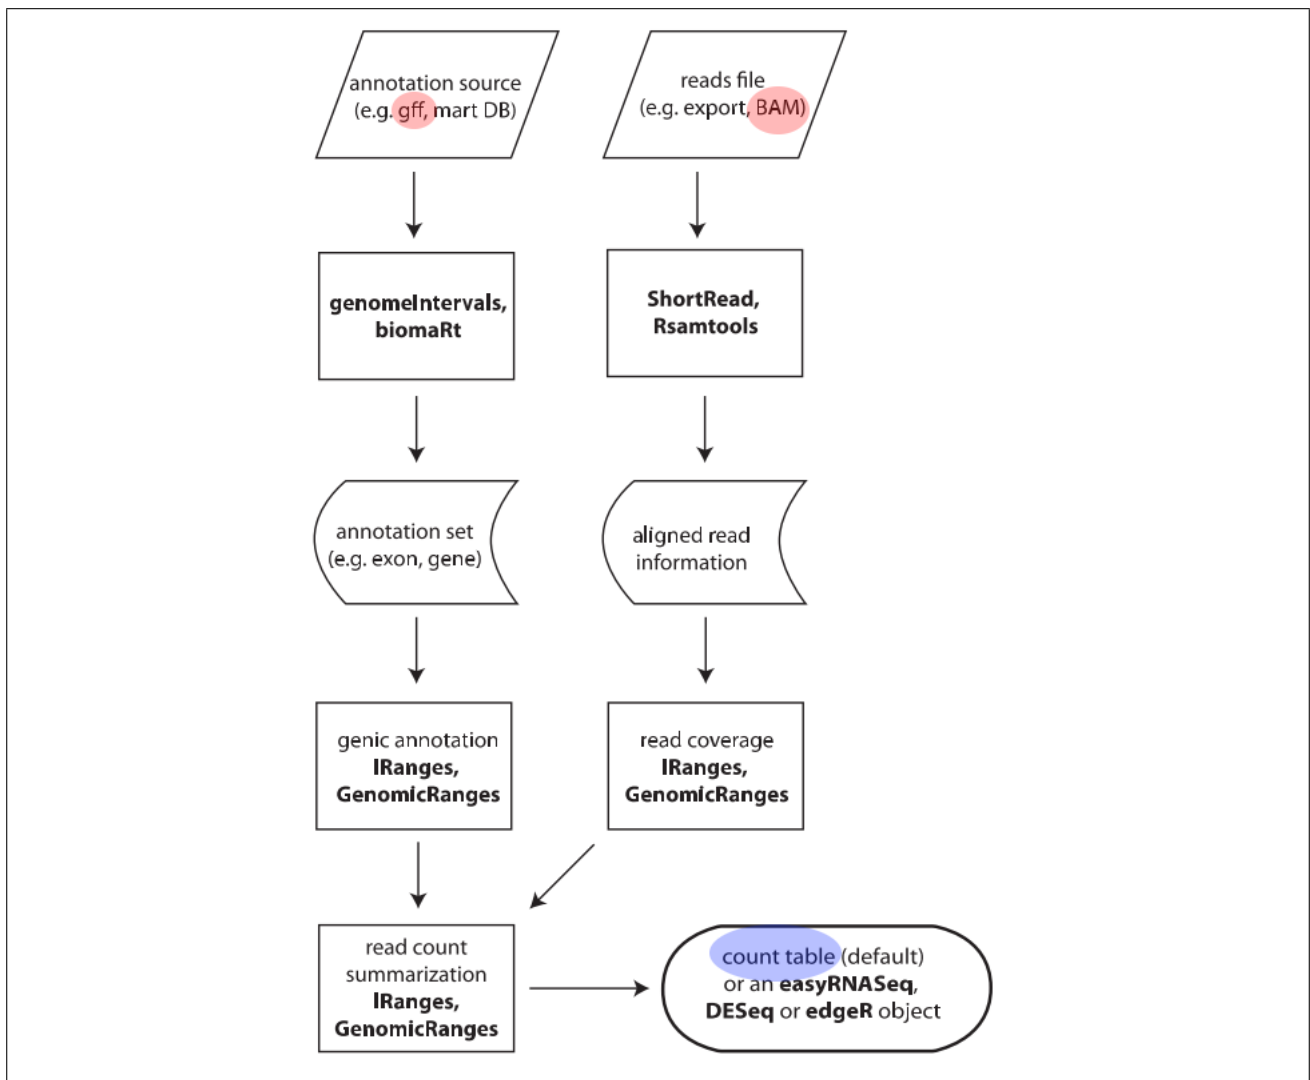 annotation source
(e.g. gff, mart DB)
reads file
(e.g. export, BAM)
genomeIntervals,
biomaRt
ShortRead,
Rsamtools
annotation set
(e.g. exon, gene)
aligned read
information
genic annotation
IRanges,
GenomicRanges
read coverage
IRanges,
GenomicRanges
read count
summarization
IRanges,
GenomicRanges
count table (default)
or an easyRNASeq,
DESeq or edgeR object